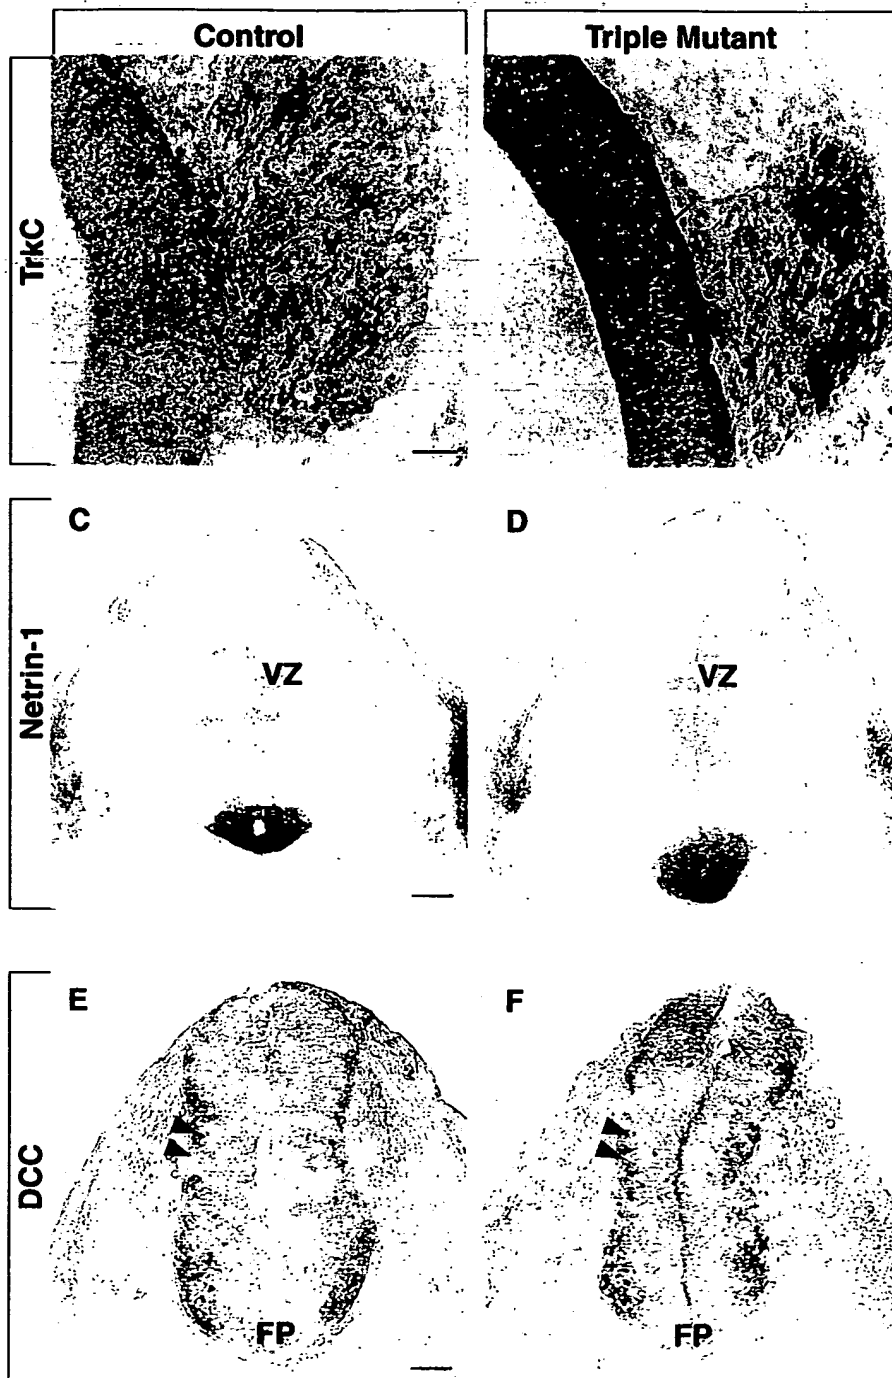 Control
Triple Mutant
TrkC
C
D
Netrin-1
VZ
VZ
E
F
DCC
FP
FP